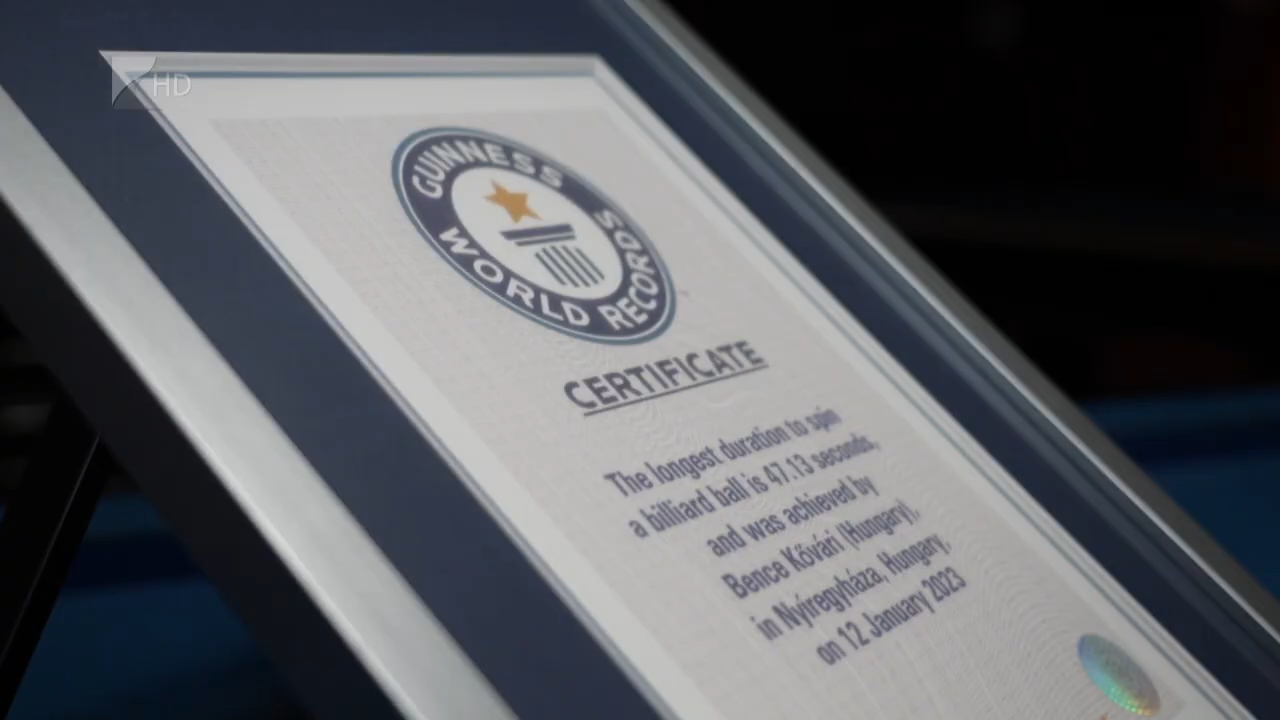 HD
GUINNESS
WORLD RECORDS
CERTIFICATE
The longest duration to spin
a billiard ball is 47.13 seconds,
and was achieved by
Bence Kővári (Hungary),
in Nyíregyháza, Hungary,
on 12 January 2023